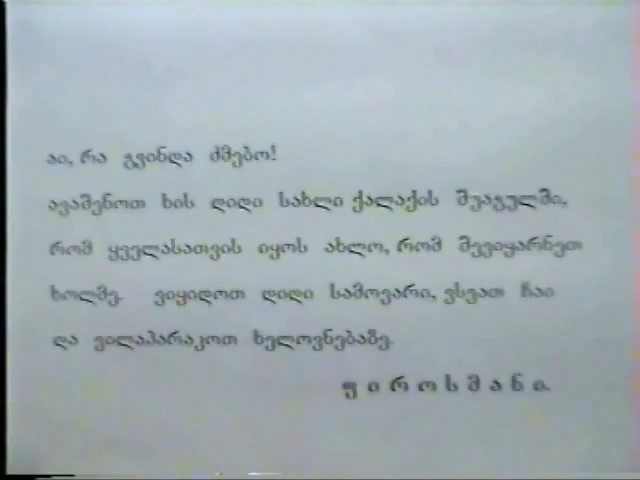 აი, რა გვინდა ძმებო!
ავაშენოთ ხის დიდი სახლი ქალაქის შუაგულში,
რომ ყველასათვის იყოს ახლო, რომ შევიყარნეთ
ხოლმე. ვიყიდოთ დიდი სამოვარი, ვსვათ ჩაი
და ვილაპარაკოთ ხელოვნებაზე.
ფიროსმანი.